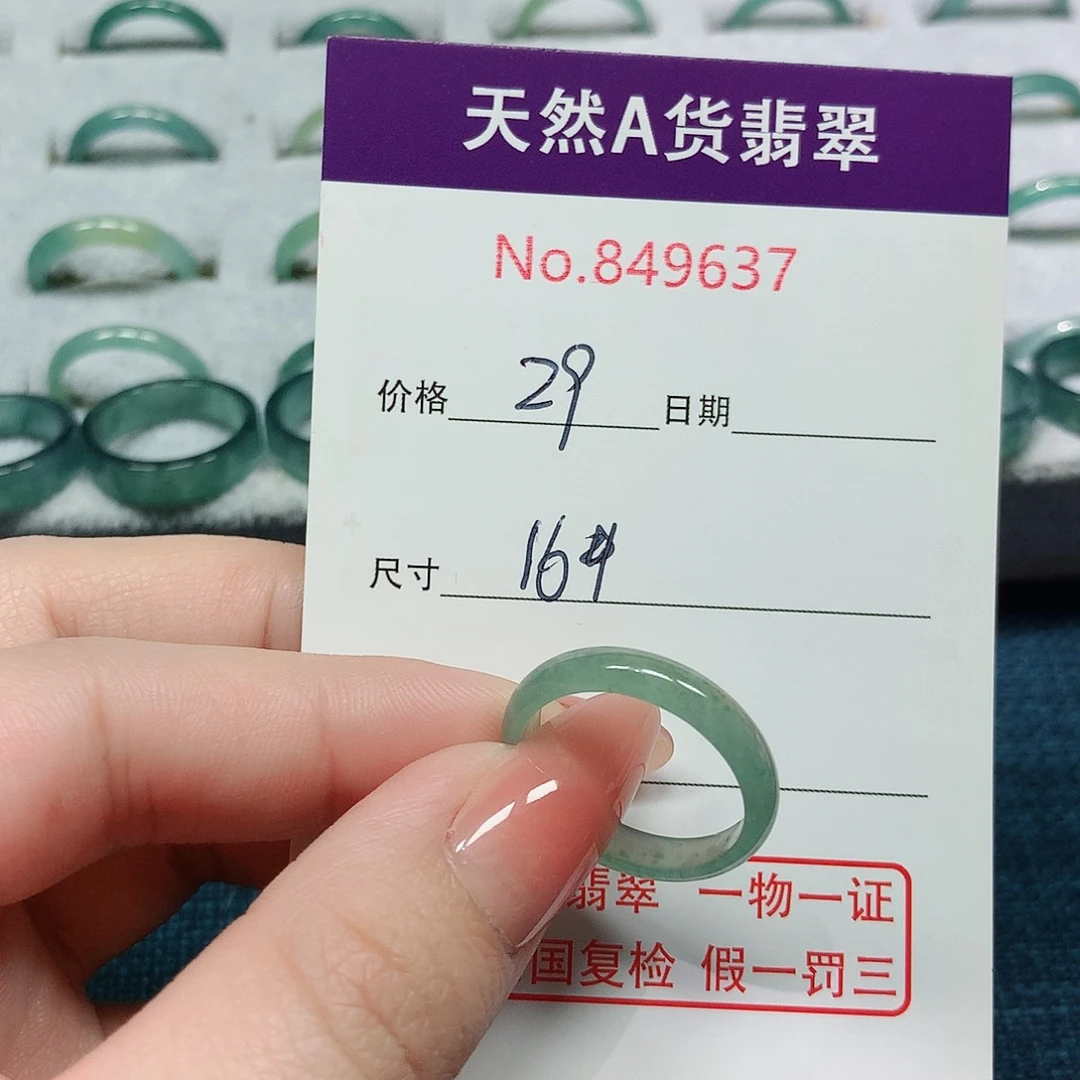 天然A货翡翠
No.849637
价格 29 日期
尺寸 16#
翡翠 一物一证
国复检 假一罚三